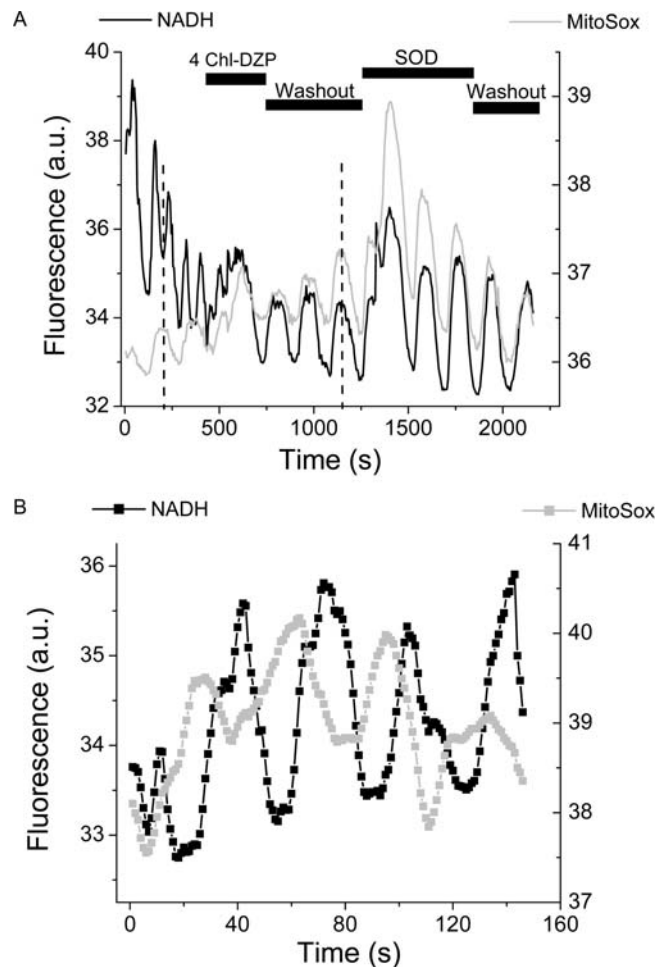 A
NADH
MitoSox
40
38
36
34
32
39
38
37
36
4 Chl-DZP
Washout
SOD
Washout
Fluorescence (a.u.)
0 500 1000 1500 2000
Time (s)
B
NADH
MitoSox
36
35
34
33
41
40
39
38
37
Fluorescence (a.u.)
0 40 80 120 160
Time (s)